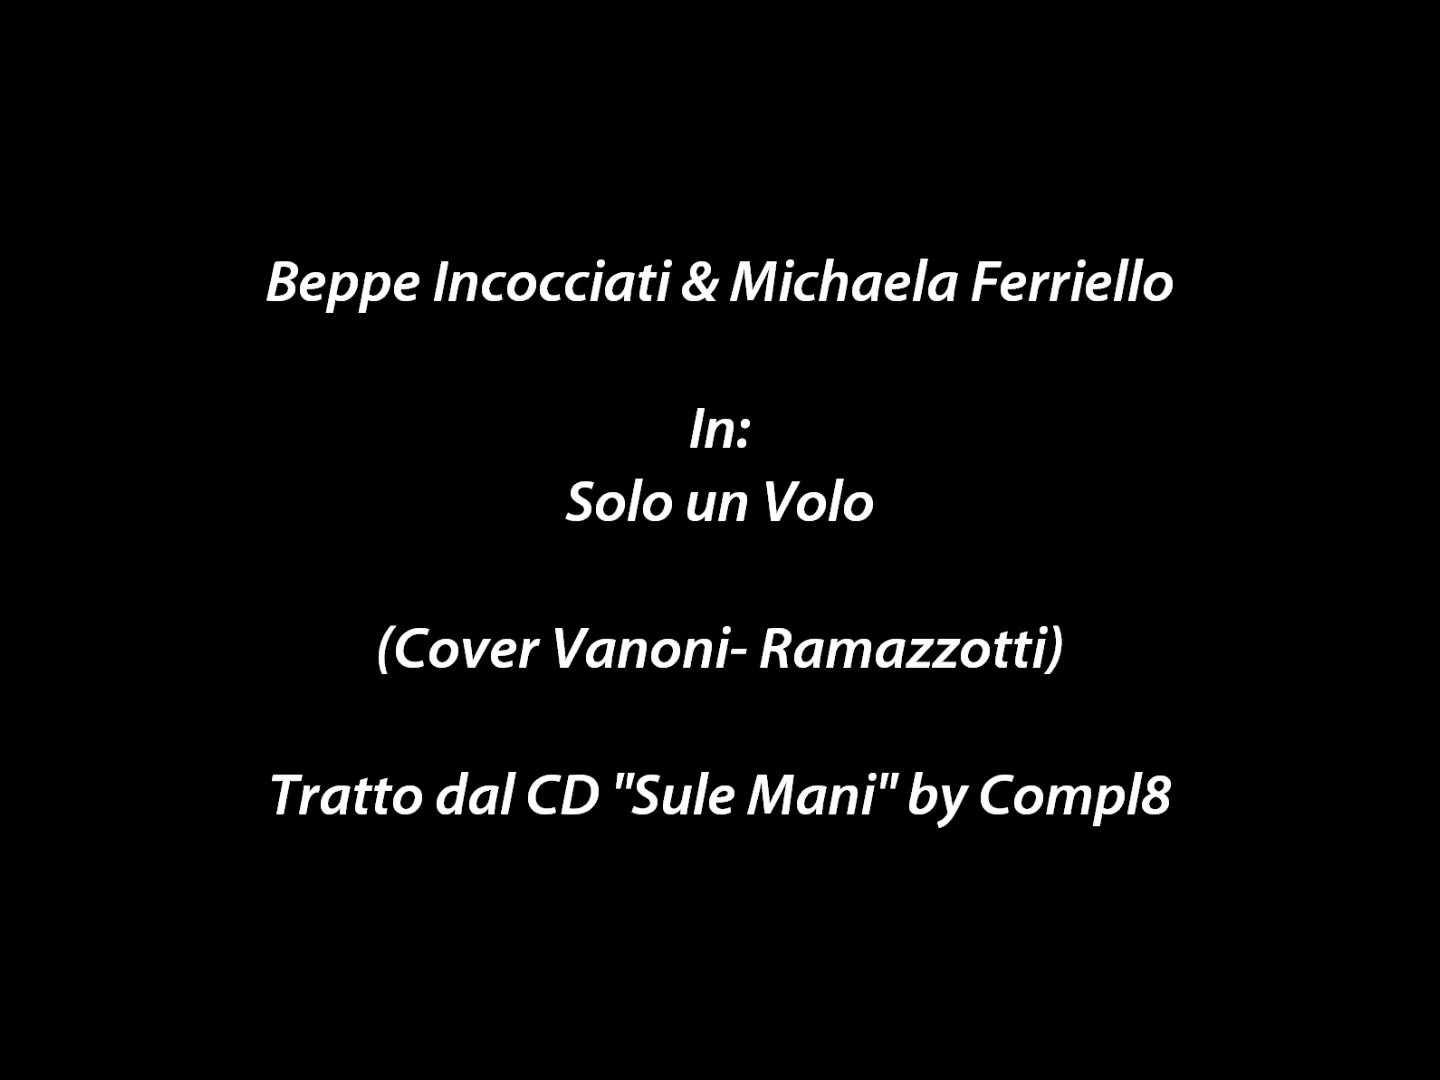 Beppe Incocciati & Michaela Ferriello
In:
Solo un Volo
(Cover Vanoni- Ramazzotti)
Tratto dal CD "Sule Mani" by Compl8